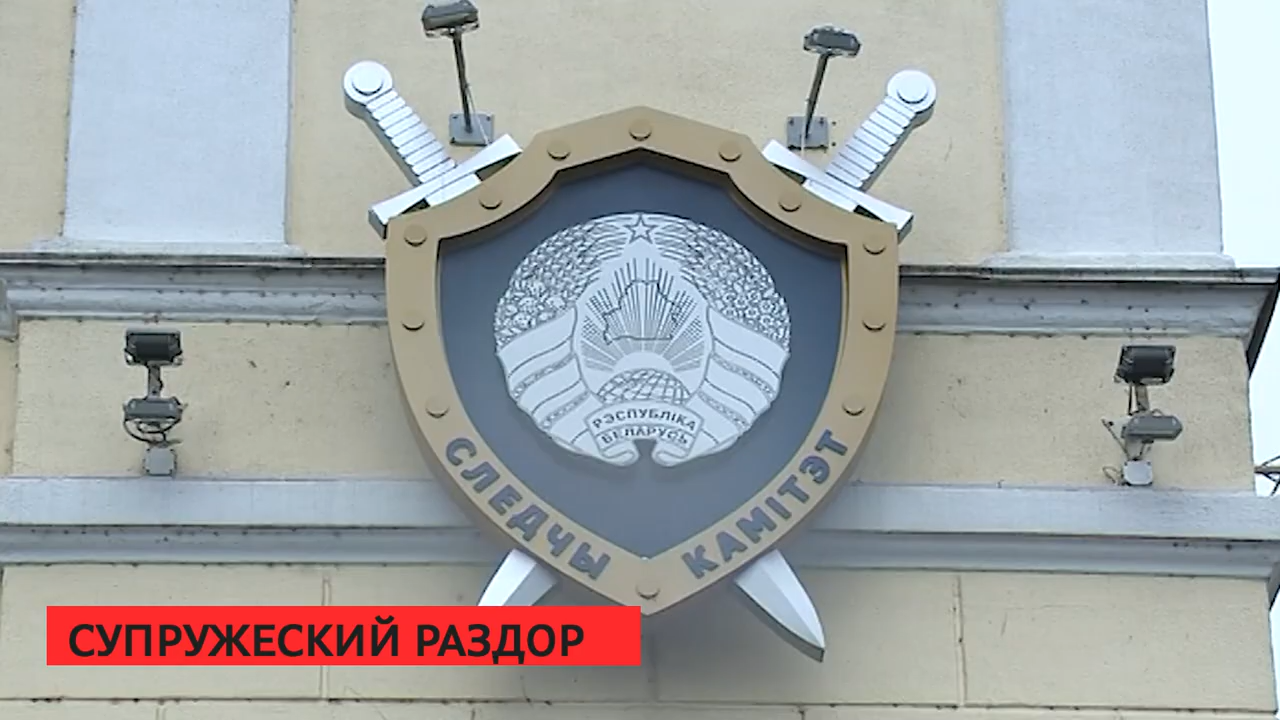 РЭСПУБЛІКА
БЕЛАРУСЬ
СЛЕДЧЫ КАМІТЭТ
СУПРУЖЕСКИЙ РАЗДОР